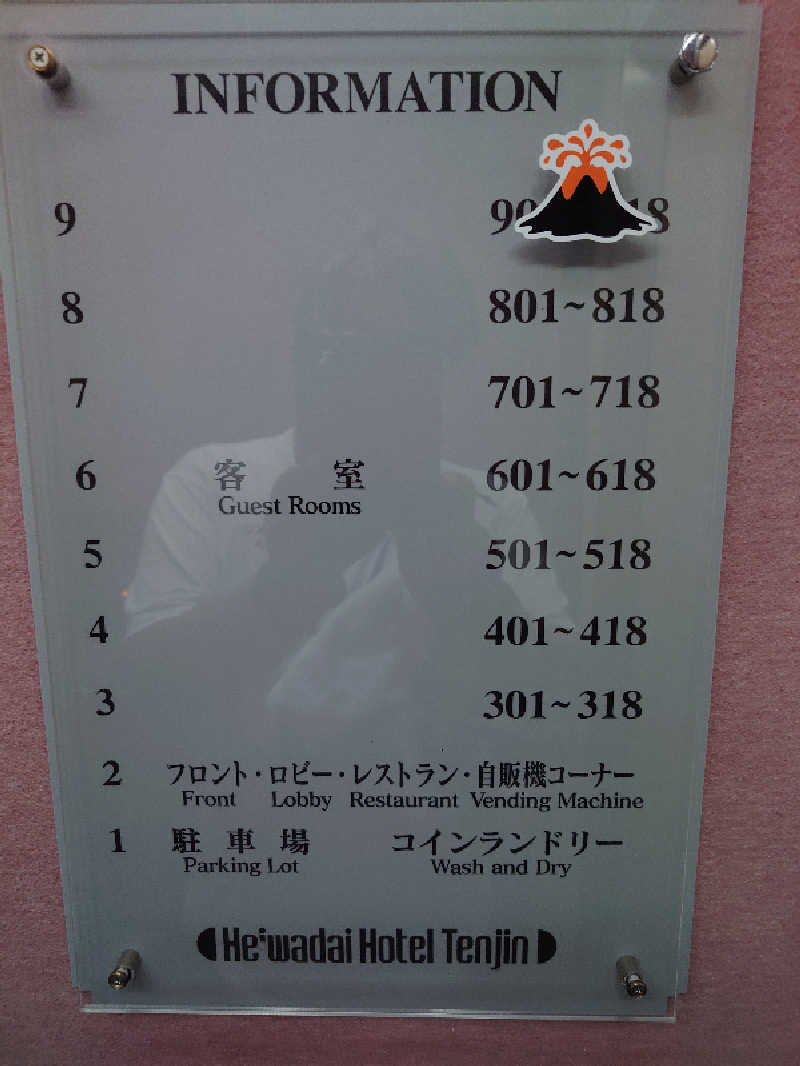 INFORMATION
9
8 801~818
7 701~718
6 客室 601~618
Guest Rooms
5 501~518
4 401~418
3 301~318
2 フロント・ロビー・レストラン・自販機コーナー
Front Lobby Restaurant Vending Machine
1 駐車場 コインランドリー
Parking Lot Wash and Dry
Heiwadai Hotel Tenjin